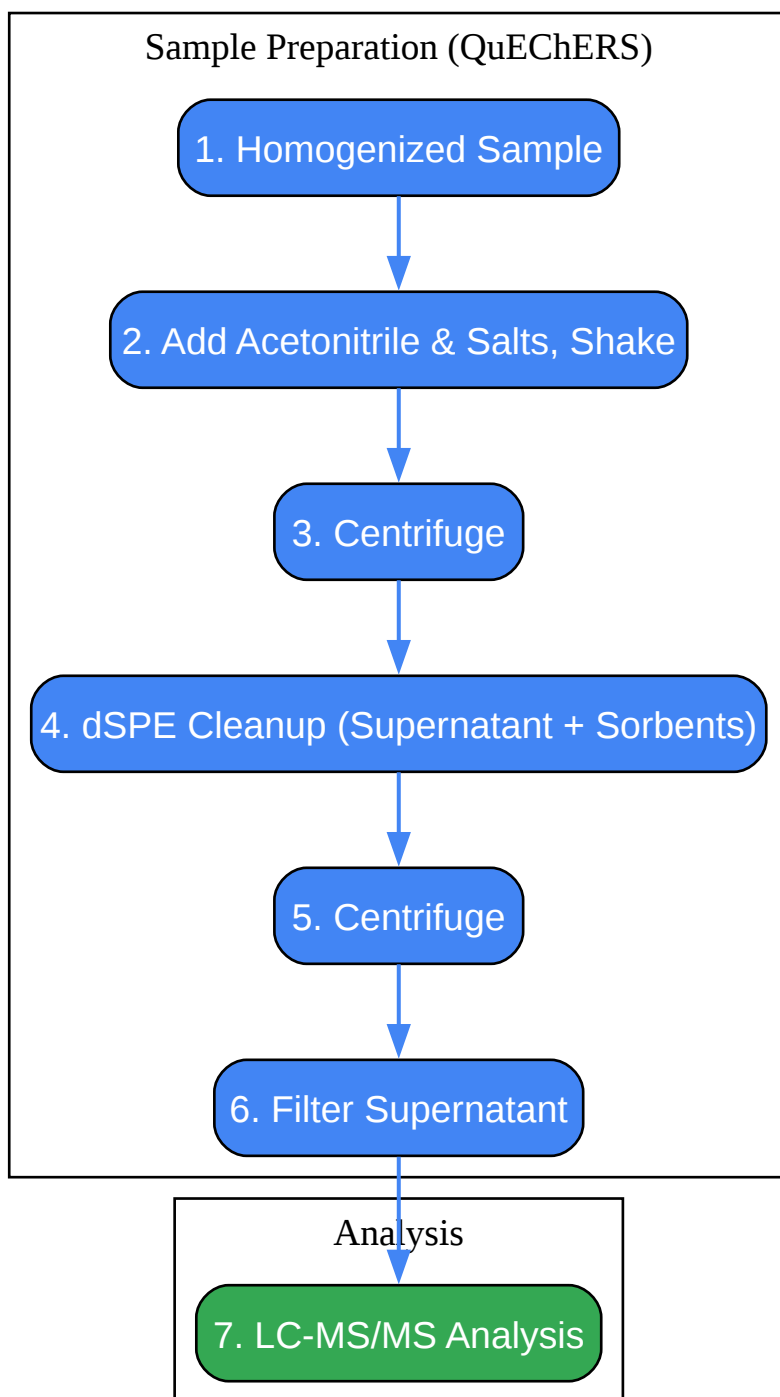 Sample Preparation (QuEChERS)
1. Homogenized Sample
2. Add Acetonitrile & Salts, Shake
3. Centrifuge
4. dSPE Cleanup (Supernatant + Sorbents)
5. Centrifuge
6. Filter Supernatant
Analysis
7. LC-MS/MS Analysis